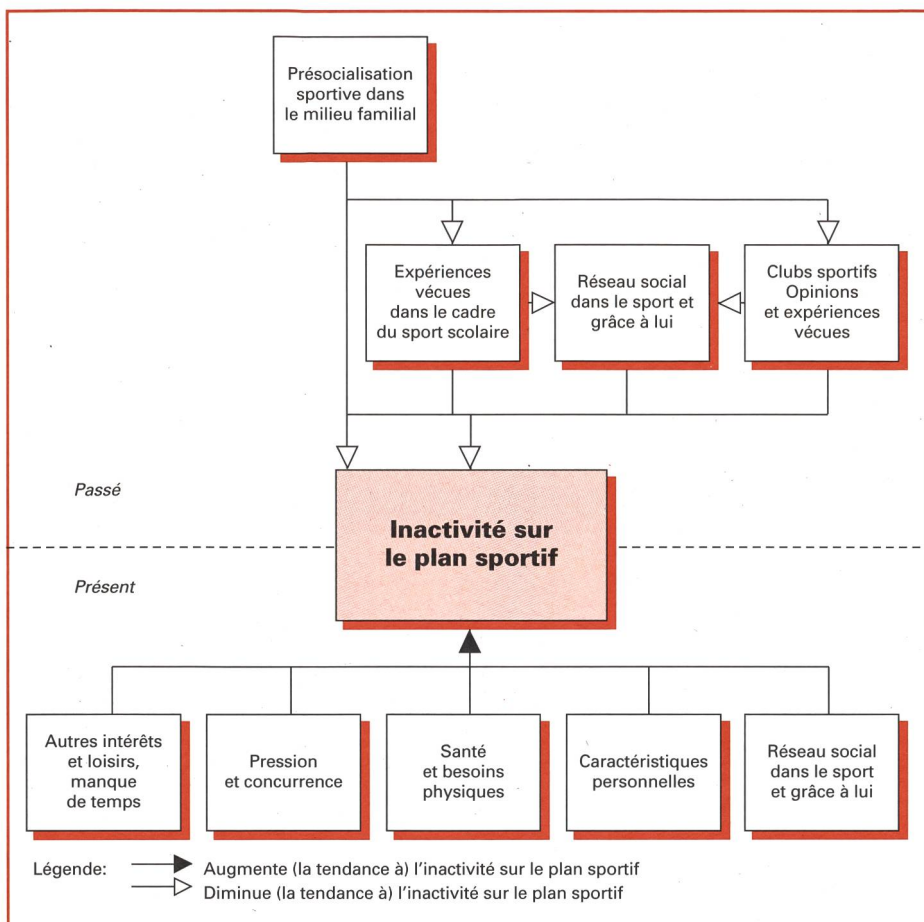 Présocialisation
sportive dans
le milieu familial
Expériences
vécues
dans le cadre
du sport scolaire
Réseau social
dans le sport et
grâce à lui
Clubs sportifs
Opinions
et expériences
vécues
Passé
Inactivité sur
le plan sportif
Présent
Autres intérêts
et loisirs,
manque
de temps
Pression
et concurrence
Santé
et besoins
physiques
Caractéristiques
personnelles
Réseau social
dans le sport
et grâce à lui
Légende: Augmente (la tendance à) l'inactivité sur le plan sportif
Diminue (la tendance à) l'inactivité sur le plan sportif